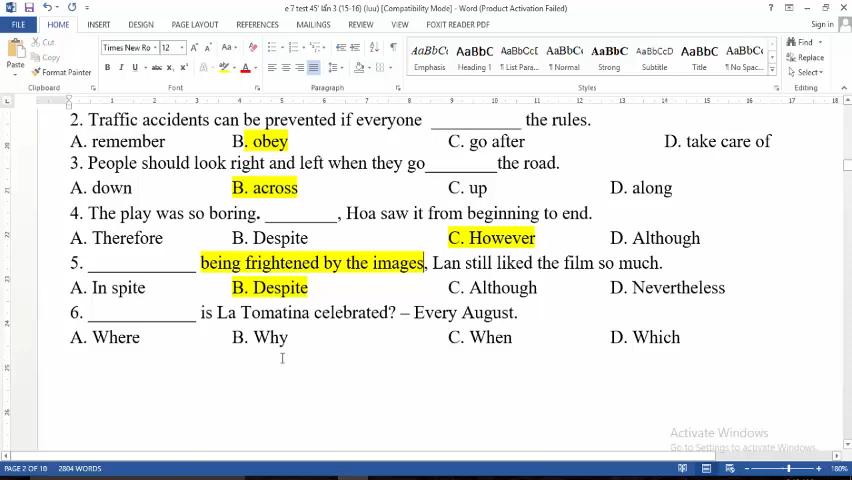 e 7 test 45' lần 3 (15-16) (luu) [Compatibility Mode] - Word (Product Activation Failed)
FILE HOME INSERT DESIGN PAGE LAYOUT REFERENCES MAILINGS REVIEW VIEW FOXIT READER PDF Sign in
Cut
Copy
Format Painter
Paste
Clipboard
Times New Ro 12
Font
Paragraph
AaBbCc AaBbC AaBbCcD AaBbCcD AaBbC AaBbCcD AaBbC AaBbCc
Emphasis Heading 1 ¶ List Para... ¶ Normal Strong Subtitle Title ¶ No Spac...
Styles
Find
Replace
Select
Editing
2. Traffic accidents can be prevented if everyone __________ the rules.
A. remember B. obey C. go after D. take care of
3. People should look right and left when they go________the road.
A. down B. across C. up D. along
4. The play was so boring. ________, Hoa saw it from beginning to end.
A. Therefore B. Despite C. However D. Although
5. ____________ being frightened by the images, Lan still liked the film so much.
A. In spite B. Despite C. Although D. Nevertheless
6. ____________ is La Tomatina celebrated? – Every August.
A. Where B. Why C. When D. Which
Activate Windows
Go to Settings to activate Windows.
PAGE 2 OF 10 2804 WORDS 180%